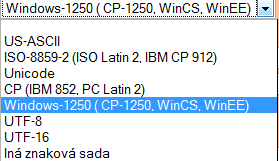 Windows-1250 ( CP-1250, WinCS, WinEE)
US-ASCII
ISO-8859-2 (ISO Latin 2, IBM CP 912)
Unicode
CP (IBM 852, PC Latin 2)
Windows-1250 ( CP-1250, WinCS, WinEE)
UTF-8
UTF-16
Iná znaková sada